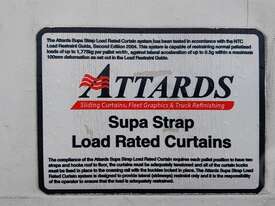 The Attards Supa Strap Load Rated Curtain system has been tested in accordance with the NTC
Load Restraint Guide, Second Edition 2004. This system is capable of restraining normal palletised
loads of up to 1,775kg per pallet width, against lateral acceleration of up to 0.5g within a maximum
100mm deformation as set out in the Load Restraint Guide.
ATTARDS
Sliding Curtains, Fleet Graphics & Truck Refinishing
Supa Strap
Load Rated Curtains
The compliance of the Attards Supa Strap Load Rated Curtain requires each pallet position to have two
straps and hooks roof to floor, the curtains must be adequately tensioned and all of the curtain hooks
must be fixed in place to the coaming rail with the buckles locked in place. The Attards Supa Strap Load
Rated Curtain system is designed to provide lateral (sideways) restraint only and it is the responsibility
of the operator to ensure that the load is adequately restrained.